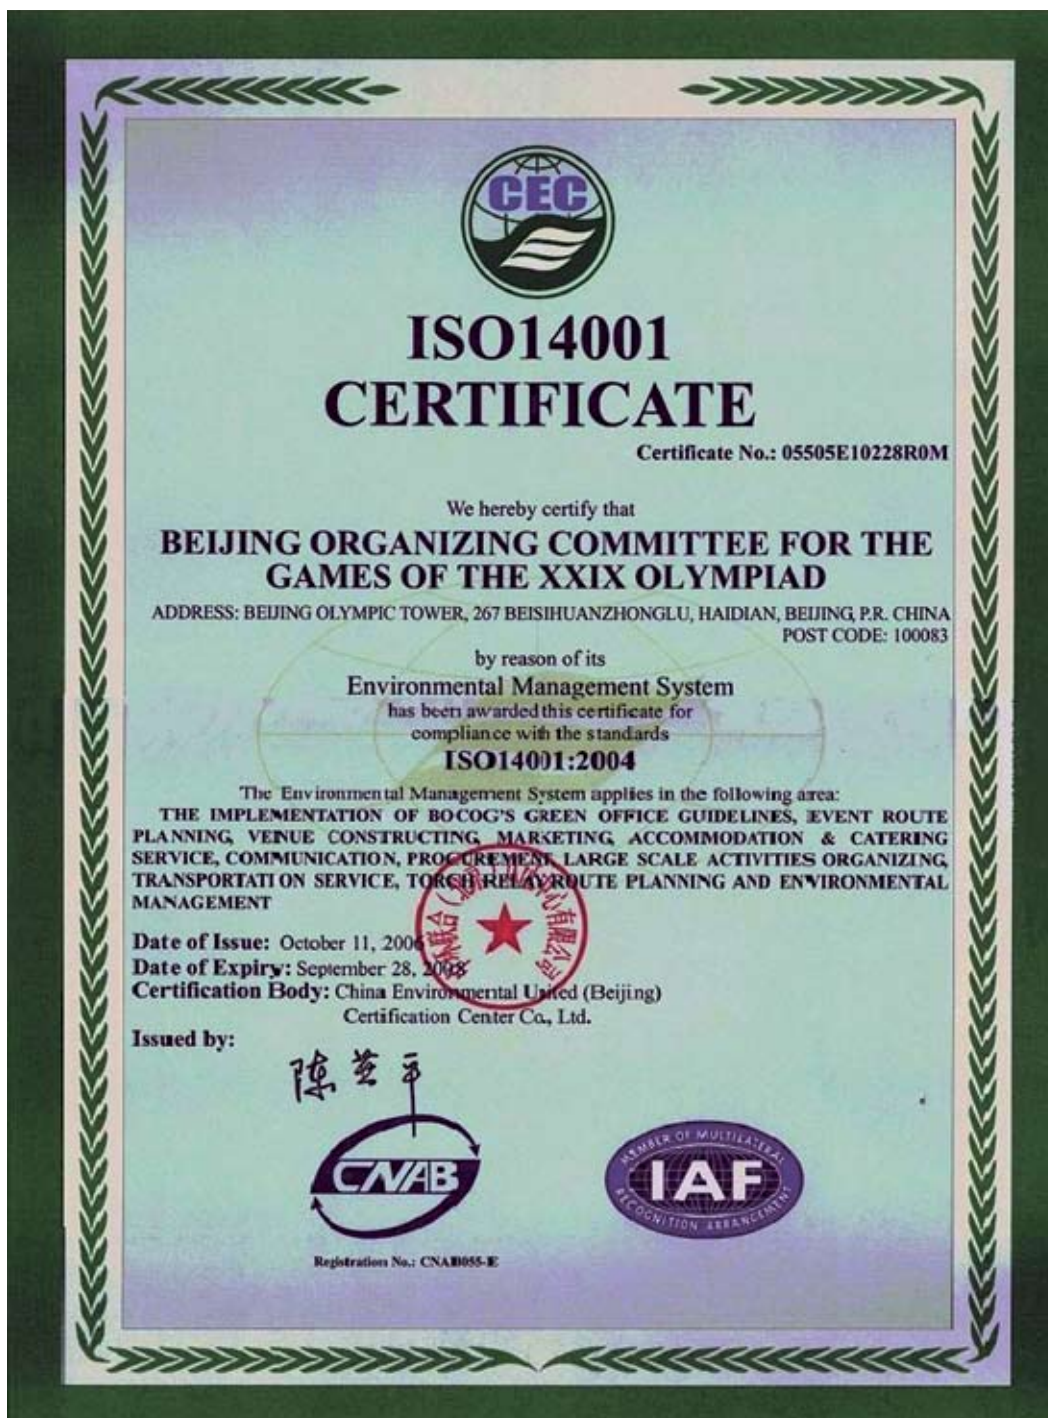 CEC
ISO14001
CERTIFICATE
Certificate No.: 05505E10228R0M
We hereby certify that
BEIJING ORGANIZING COMMITTEE FOR THE
GAMES OF THE XXIX OLYMPIAD
ADDRESS: BEIJING OLYMPIC TOWER, 267 BEISIHUANZHONGLU, HAIDIAN, BEIJING, P.R. CHINA
POST CODE: 100083
by reason of its
Environmental Management System
has been awarded this certificate for
compliance with the standards
ISO14001:2004
The Environmental Management System applies in the following area:
THE IMPLEMENTATION OF BOCOG'S GREEN OFFICE GUIDELINES, EVENT ROUTE
PLANNING, VENUE CONSTRUCTING, MARKETING, ACCOMMODATION & CATERING
SERVICE, COMMUNICATION, PROCUREMENT, LARGE SCALE ACTIVITIES ORGANIZING,
TRANSPORTATION SERVICE, TORCH RELAY ROUTE PLANNING AND ENVIRONMENTAL
MANAGEMENT
Date of Issue: October 11, 2006
Date of Expiry: September 28, 2008
Certification Body: China Environmental United (Beijing)
Certification Center Co., Ltd.
Issued by:
CNAB
Registration No.: CNAB055-E
MEMBER OF MULTILATERAL
IAF
RECOGNITION ARRANGEMENT